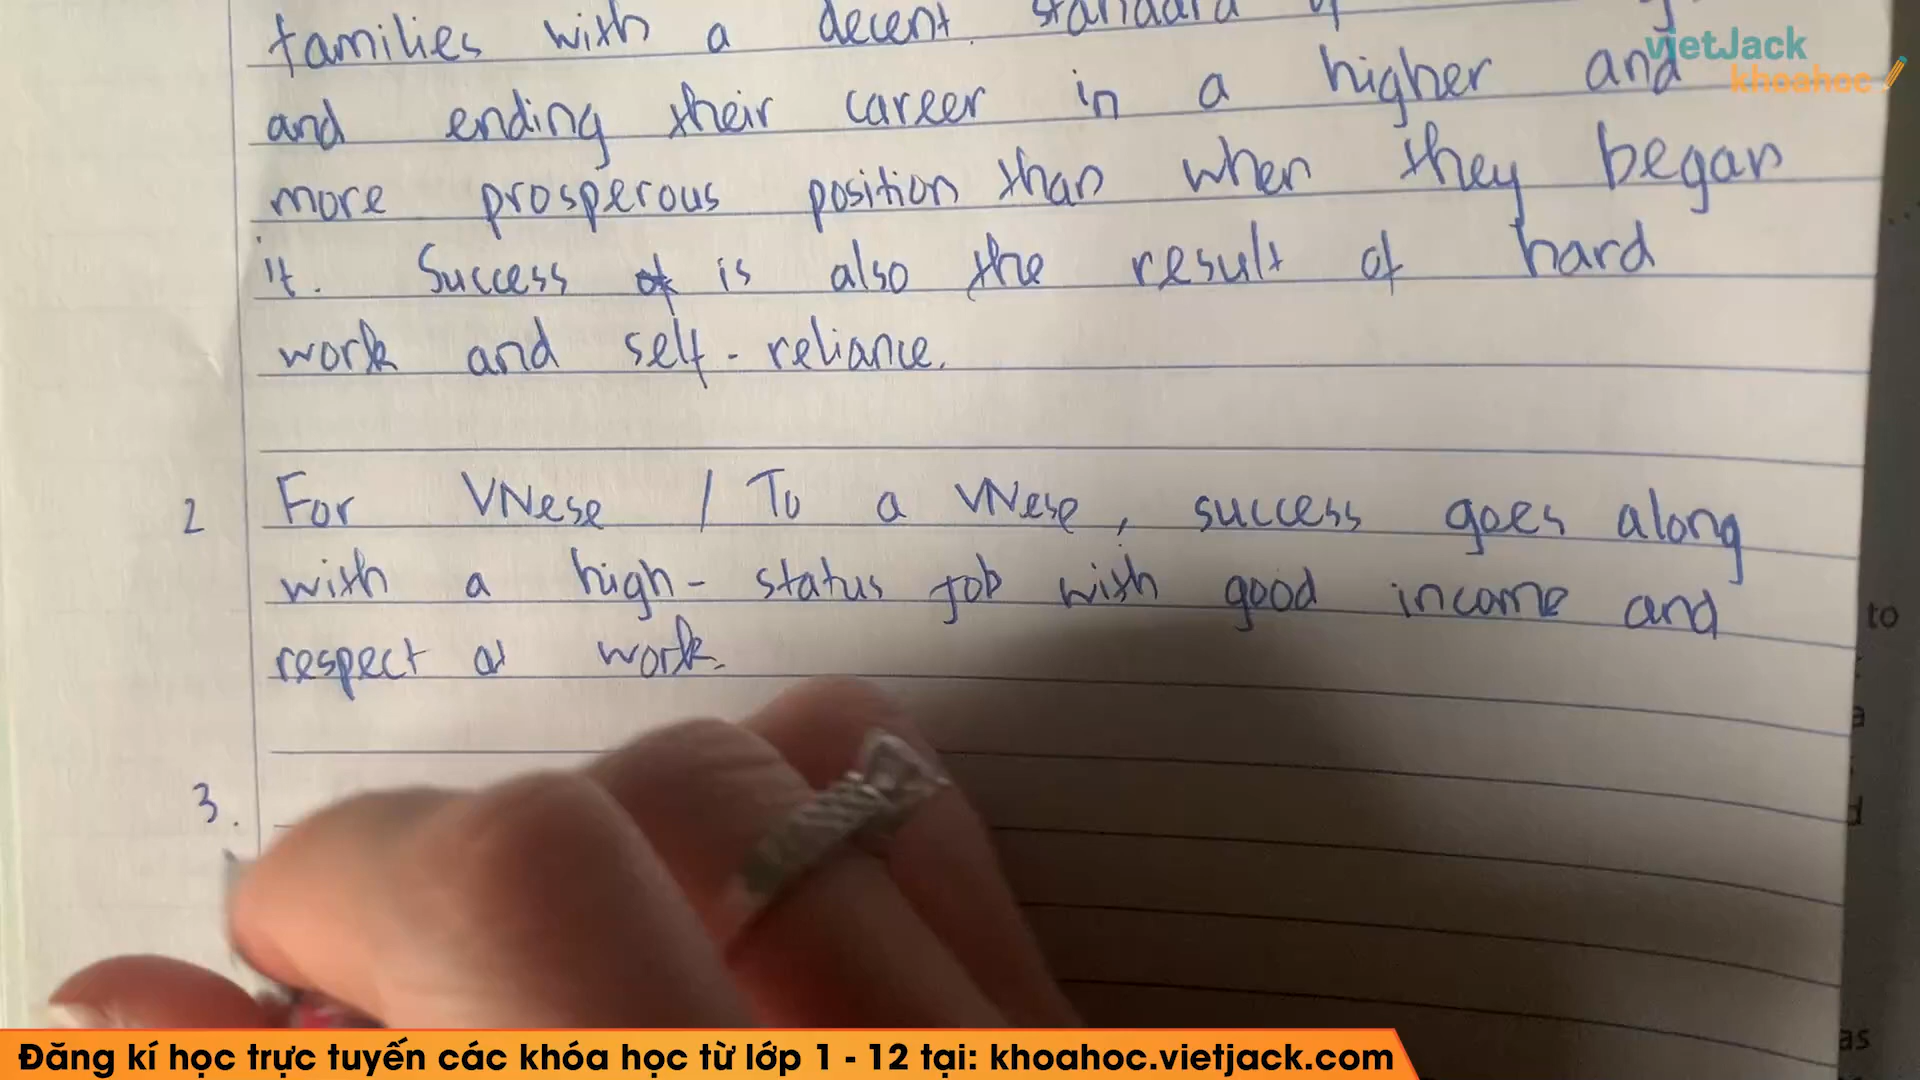 families with a decent standard
vietJack
khoahoc
and ending their career in a higher and
more prosperous position than when they began
it. Success of is also the result of hard
work and self-reliance.
2 For VNese / To a VNese, success goes along
with a high-status job with good income and
respect at work.
to
3.
as
Đăng kí học trực tuyến các khóa học từ lớp 1 - 12 tại: khoahoc.vietjack.com